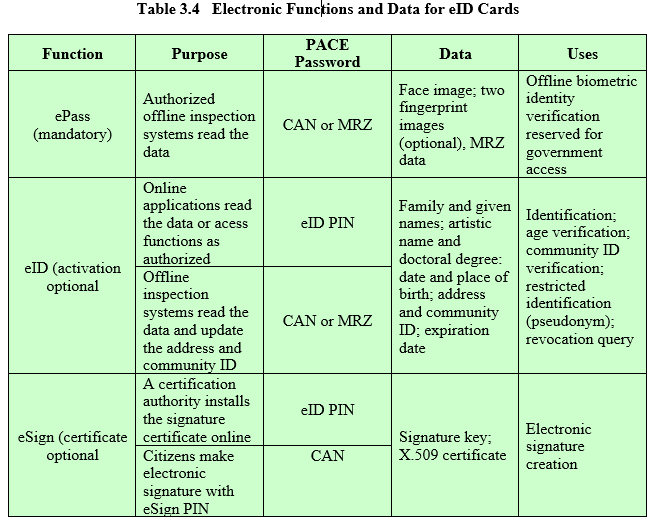 Table 3.4 Electronic Functions and Data for eID Cards
Function
Purpose
PACE
Password
Data
Uses
ePass
(mandatory)
Authorized
offline inspection
systems read the
data
CAN or MRZ
Face image; two
fingerprint
images
(optional), MRZ
data
Offline biometric
identity
verification
reserved for
government
access
eID (activation
optional
Online
applications read
the data or acess
functions as
authorized
eID PIN
Offline
inspection
systems read the
data and update
the address and
community ID
CAN or MRZ
Family and given
names; artistic
name and
doctoral degree:
date and place of
birth; address
and community
ID; expiration
date
Identification;
age verification;
community ID
verification;
restricted
identification
(pseudonym);
revocation query
eSign (certificate
optional
A certification
authority installs
the signature
certificate online
eID PIN
Citizens make
electronic
signature with
eSign PIN
CAN
Signature key;
X.509 certificate
Electronic
signature
creation